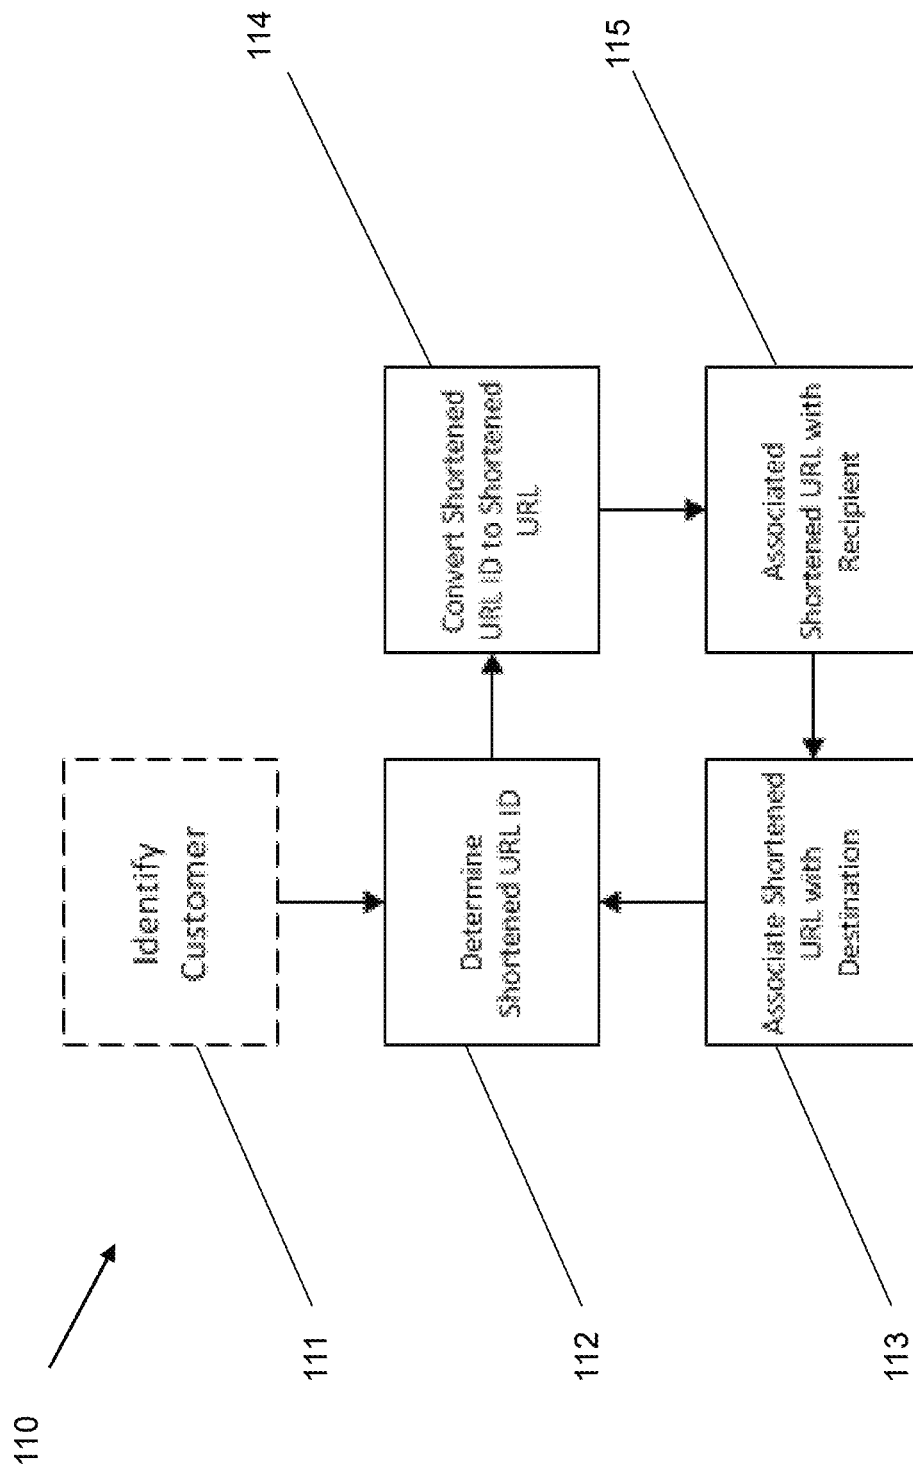 110
111
Identify
Customer
112
Determine
Shortened URL ID
114
Convert Shortened
URL ID to Shortened
URL
115
Associated
Shortened URL with
Recipient
113
Associate Shortened
URL with
Destination